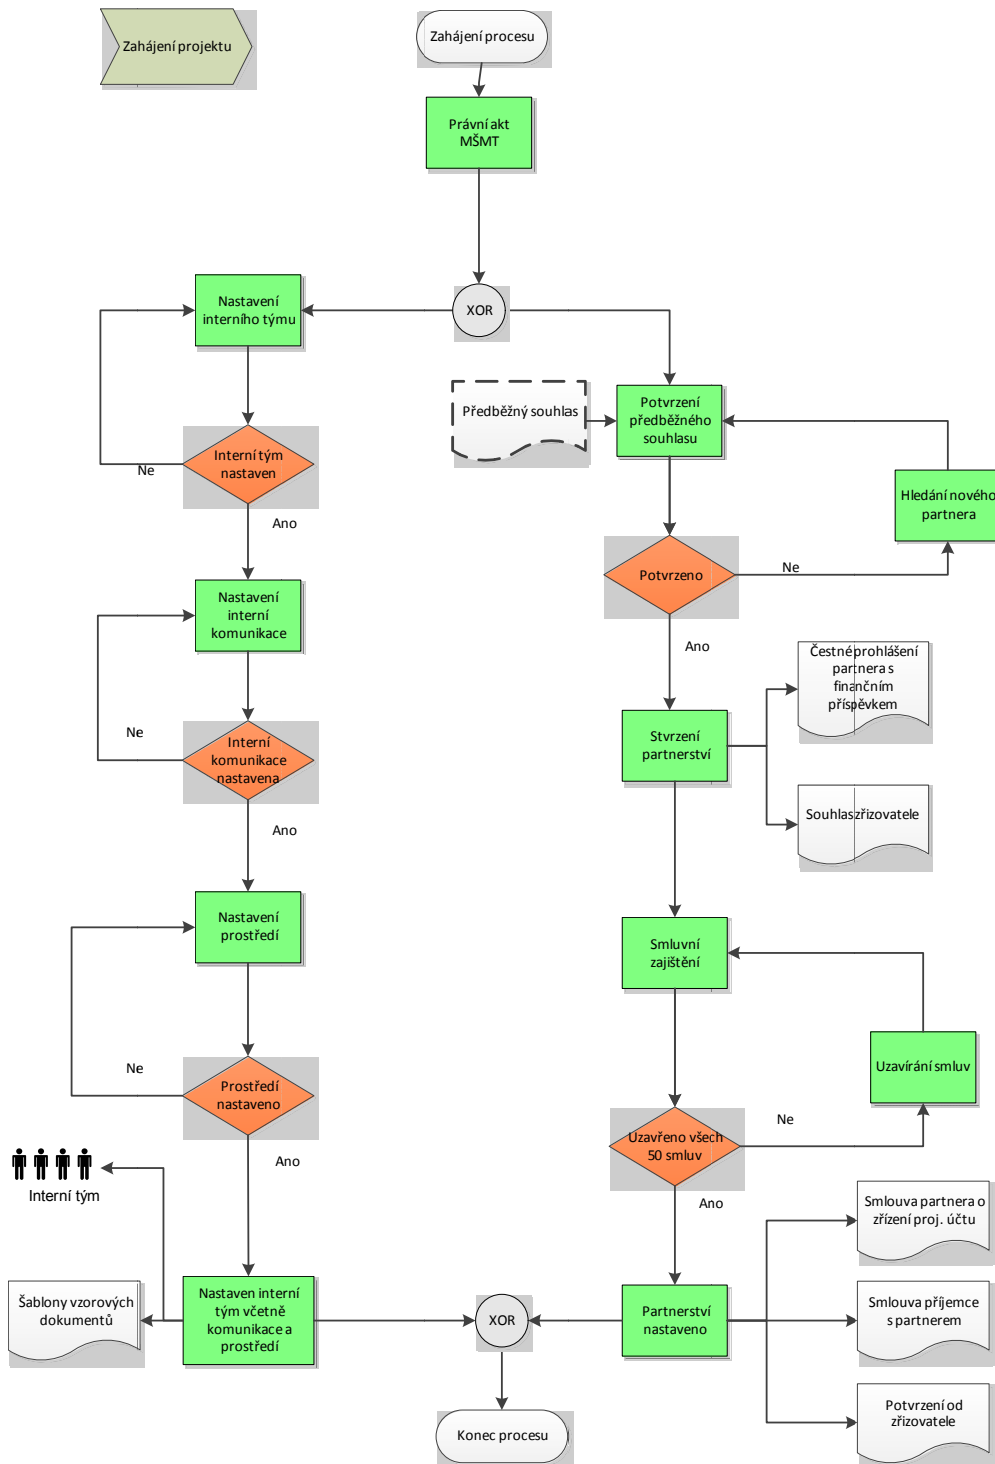 Zahájení projektu
Zahájení procesu
Právní akt
MŠMT
XOR
Nastavení
interního týmu
Interní tým
nastaven
Ne
Ano
Nastavení
interní
komunikace
Interní
komunikace
nastavena
Ne
Ano
Nastavení
prostředí
Prostředí
nastaveno
Ne
Ano
Interní tým
Šablony vzorových
dokumentů
Nastaven interní
tým včetně
komunikace a
prostředí
Předběžný souhlas
Potvrzení
předběžného
souhlasu
Hledání nového
partnera
Potvrzeno
Ne
Ano
Čestné prohlášení
partnera s
finančním
příspěvkem
Stvrzení
partnerství
Souhlas zřizovatele
Smluvní
zajištění
Uzavírání smluv
Uzavřeno všech
50 smluv
Ne
Ano
Smlouva partnera o
zřízení proj. účtu
Partnerství
nastaveno
Smlouva příjemce
s partnerem
Potvrzení od
zřizovatele
XOR
Konec procesu